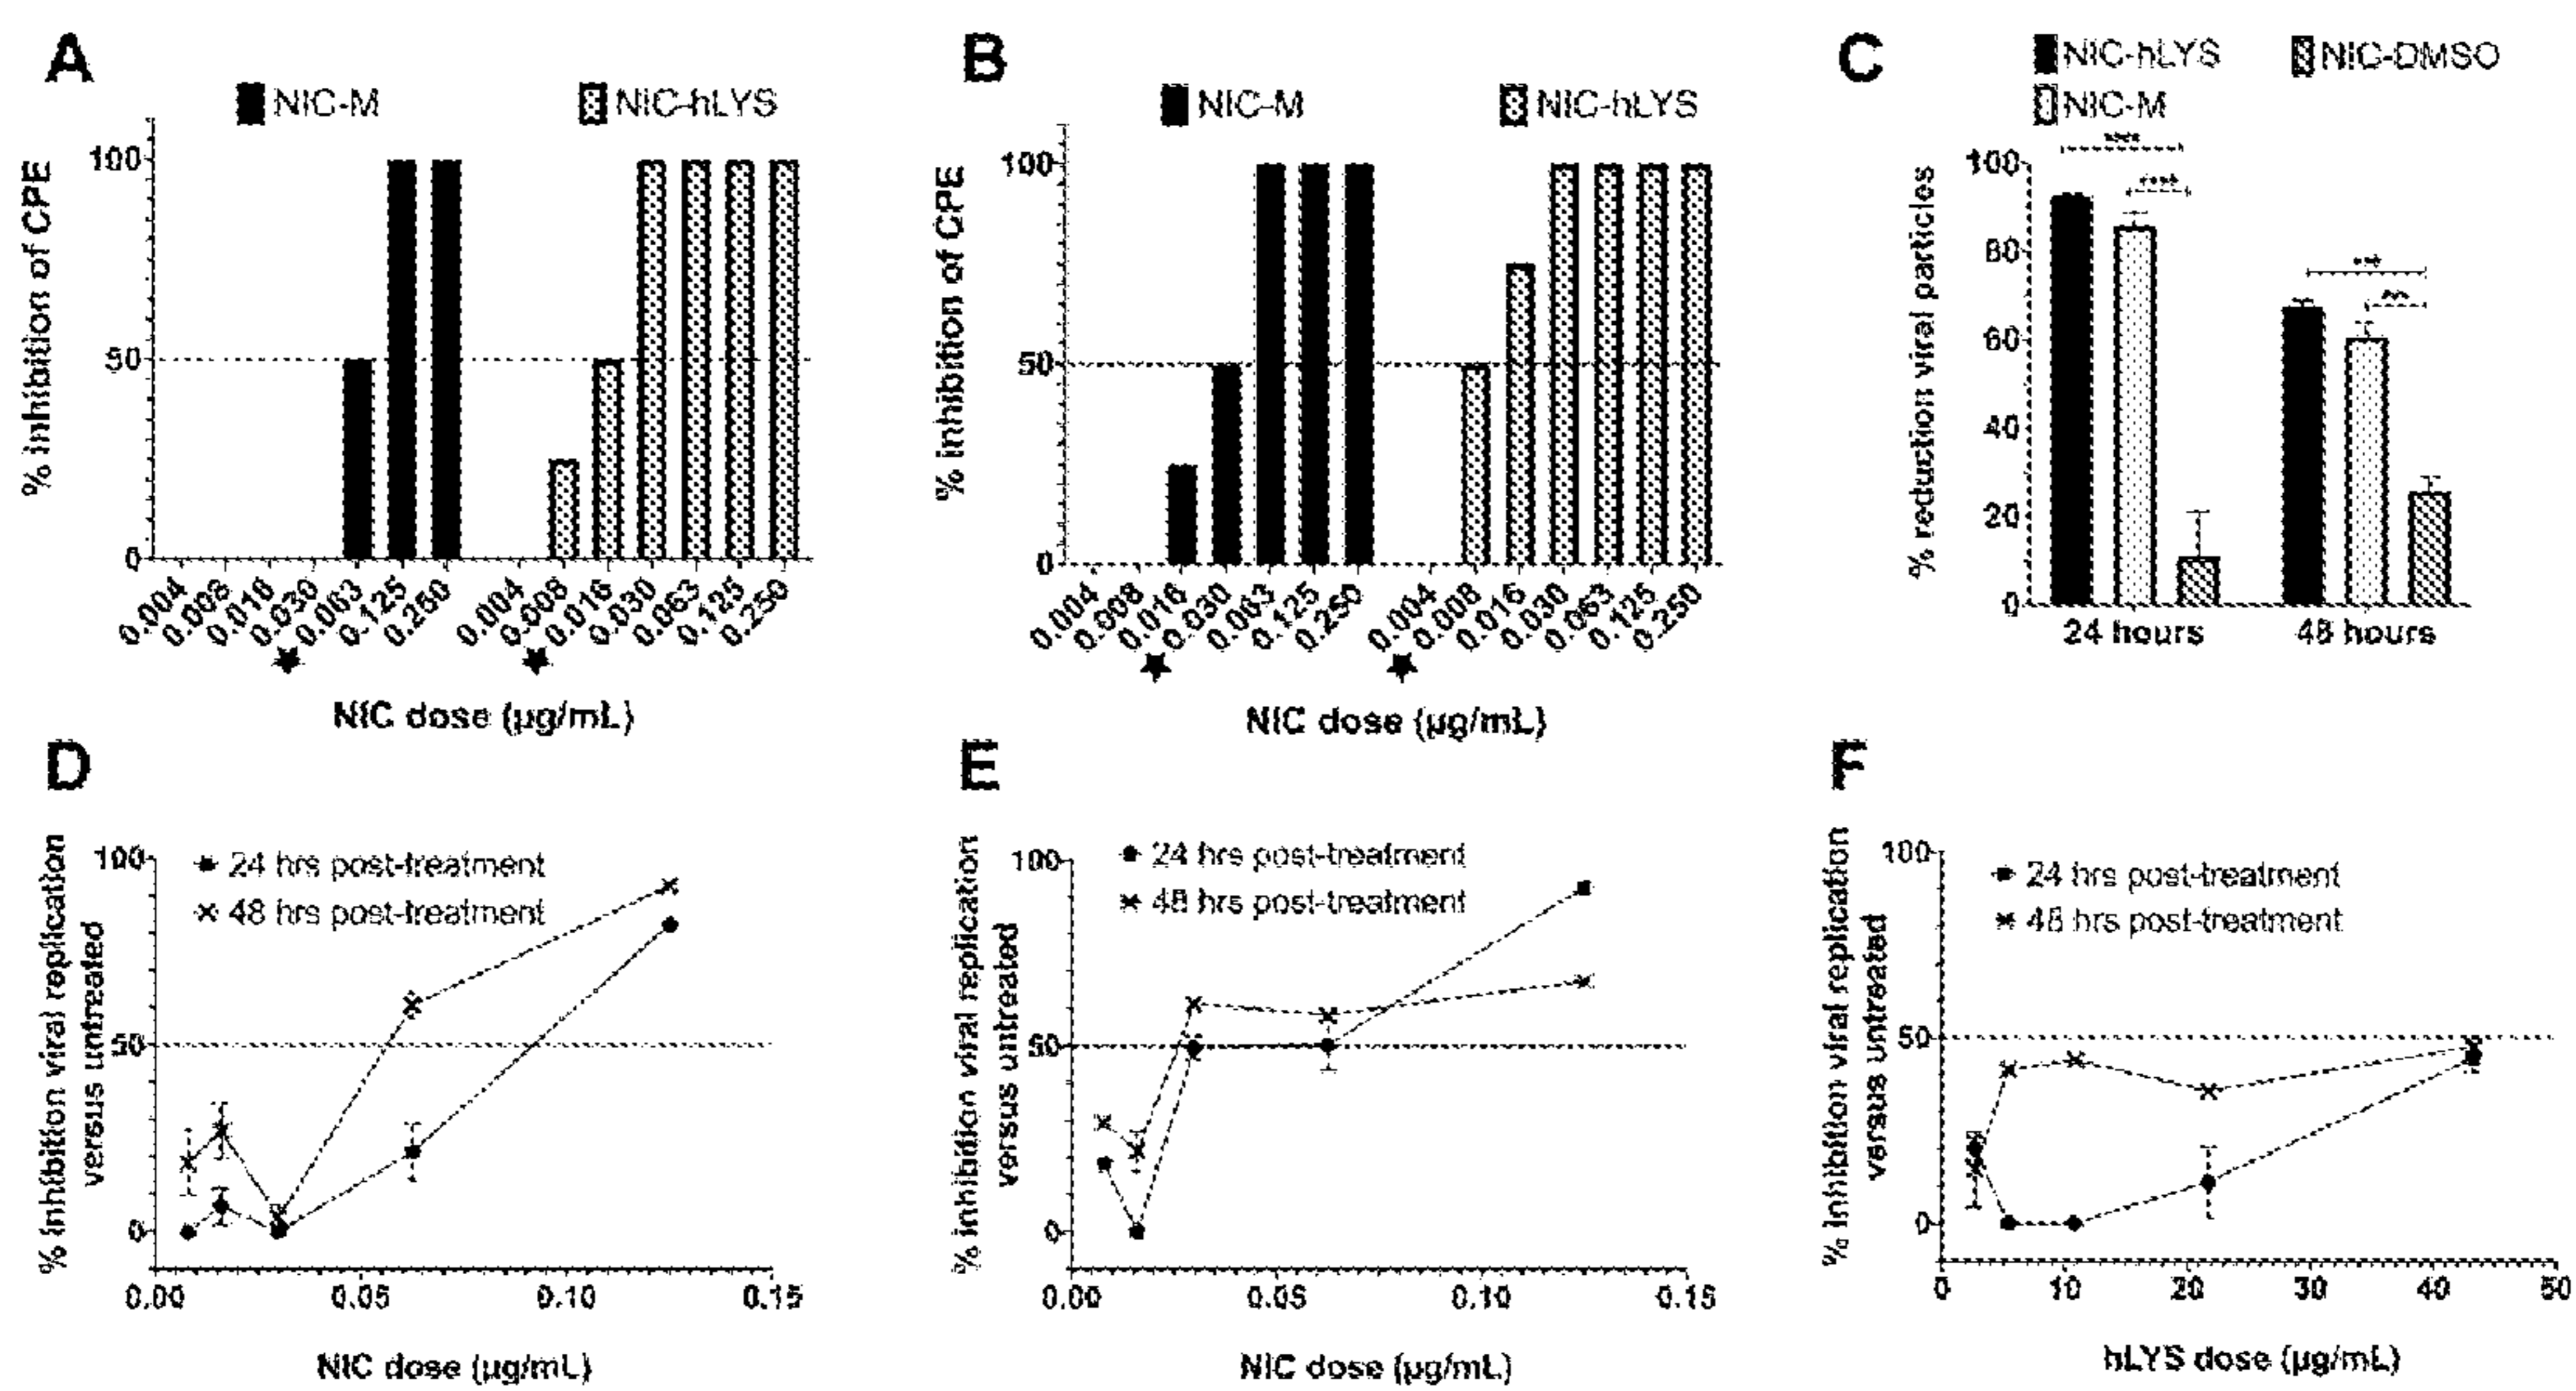 A
NIC-M
NIC-hLYS
% inhibition of CPE
100
50
0
0.004
0.008
0.016
0.030
0.063
0.125
0.250
0.004
0.008
0.016
0.030
0.063
0.125
0.250
NIC dose (µg/mL)
B
NIC-M
NIC-hLYS
% inhibition of CPE
100
50
0
0.004
0.008
0.016
0.030
0.063
0.125
0.250
0.004
0.008
0.016
0.030
0.063
0.125
0.250
NIC dose (µg/mL)
C
NIC-hLYS
NIC-DMSO
NIC-M
% reduction viral particles
100
80
60
40
20
0
****
****
***
24 hours
48 hours
D
% inhibition viral replication
versus untreated
24 hrs post-treatment
48 hrs post-treatment
100
50
0
0.00
0.05
0.10
0.15
NIC dose (µg/mL)
E
% inhibition viral replication
versus untreated
24 hrs post-treatment
48 hrs post-treatment
100
50
0
0.00
0.05
0.10
0.15
NIC dose (µg/mL)
F
% inhibition viral replication
versus untreated
24 hrs post-treatment
48 hrs post-treatment
100
50
0
0
10
20
30
40
50
hLYS dose (µg/mL)